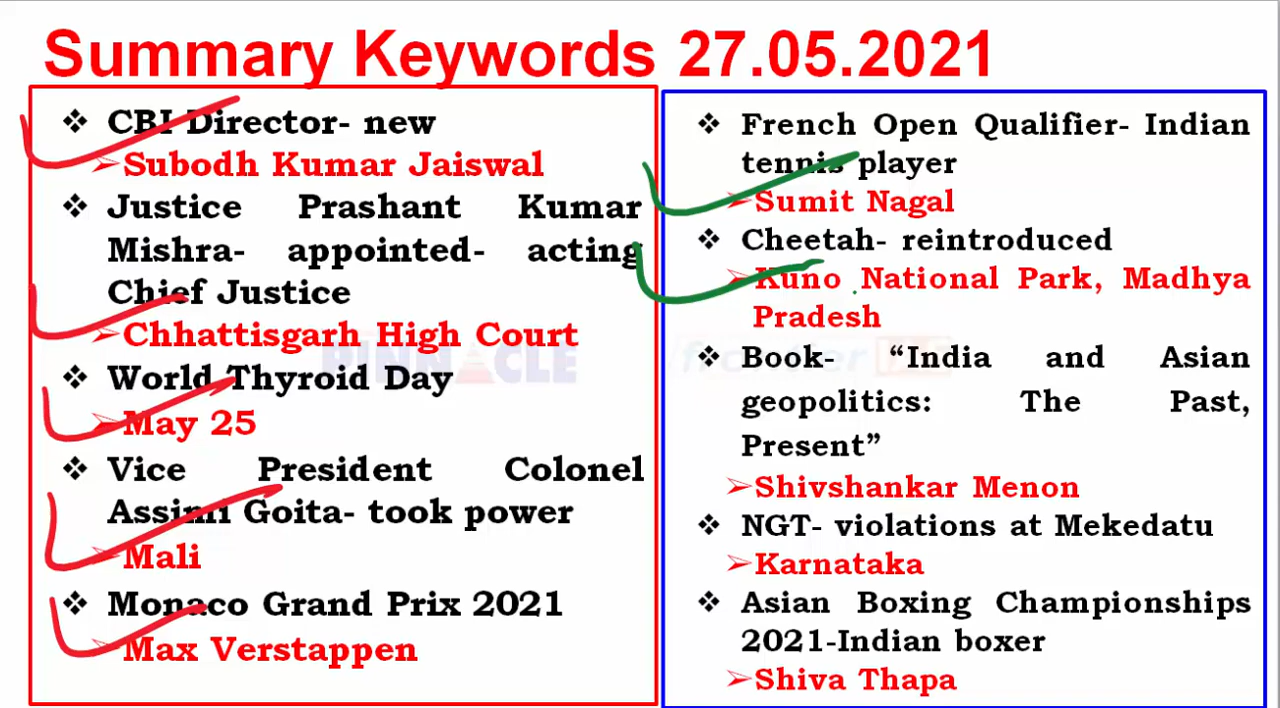 Summary Keywords 27.05.2021
❖ CBI Director- new
➢Subodh Kumar Jaiswal
❖ Justice Prashant Kumar
Mishra- appointed- acting
Chief Justice
➢Chhattisgarh High Court
❖ World Thyroid Day
➢May 25
❖ Vice President Colonel
Assimi Goita- took power
➢Mali
❖ Monaco Grand Prix 2021
➢Max Verstappen
❖ French Open Qualifier- Indian
tennis player
➢Sumit Nagal
❖ Cheetah- reintroduced
➢Kuno National Park, Madhya
Pradesh
❖ Book- “India and Asian
geopolitics: The Past,
Present”
➢Shivshankar Menon
❖ NGT- violations at Mekedatu
➢Karnataka
❖ Asian Boxing Championships
2021-Indian boxer
➢Shiva Thapa
PINNACLE
frontier